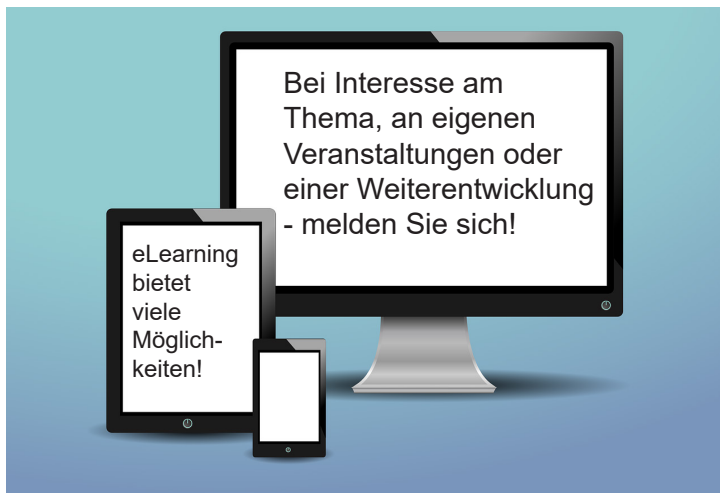 Bei Interesse am
Thema, an eigenen
Veranstaltungen oder
einer Weiterentwicklung
- melden Sie sich!
eLearning
bietet
viele
Möglich-
keiten!